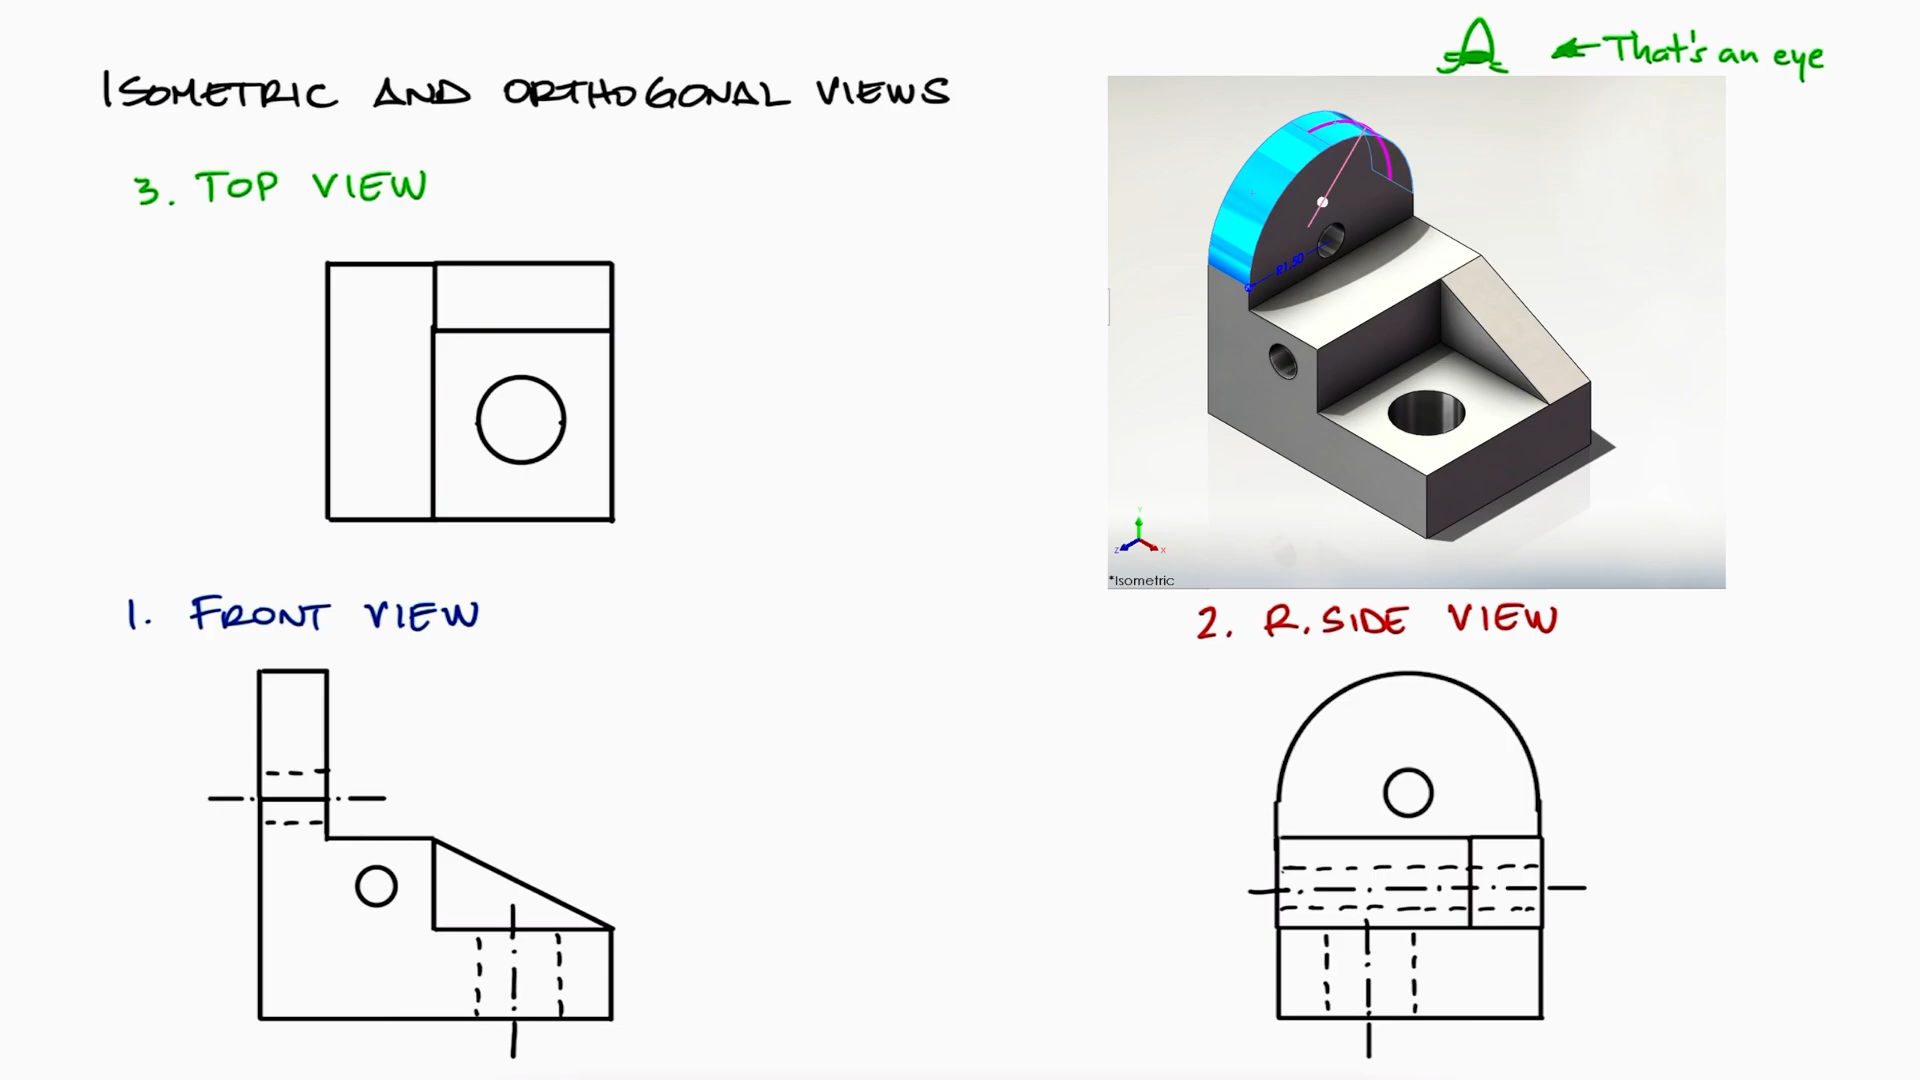 ISOMETRIC AND ORTHOGONAL VIEWS
That's an eye
3. TOP VIEW
R1.50
Y
Z
X
*Isometric
1. FRONT VIEW
2. R. SIDE VIEW